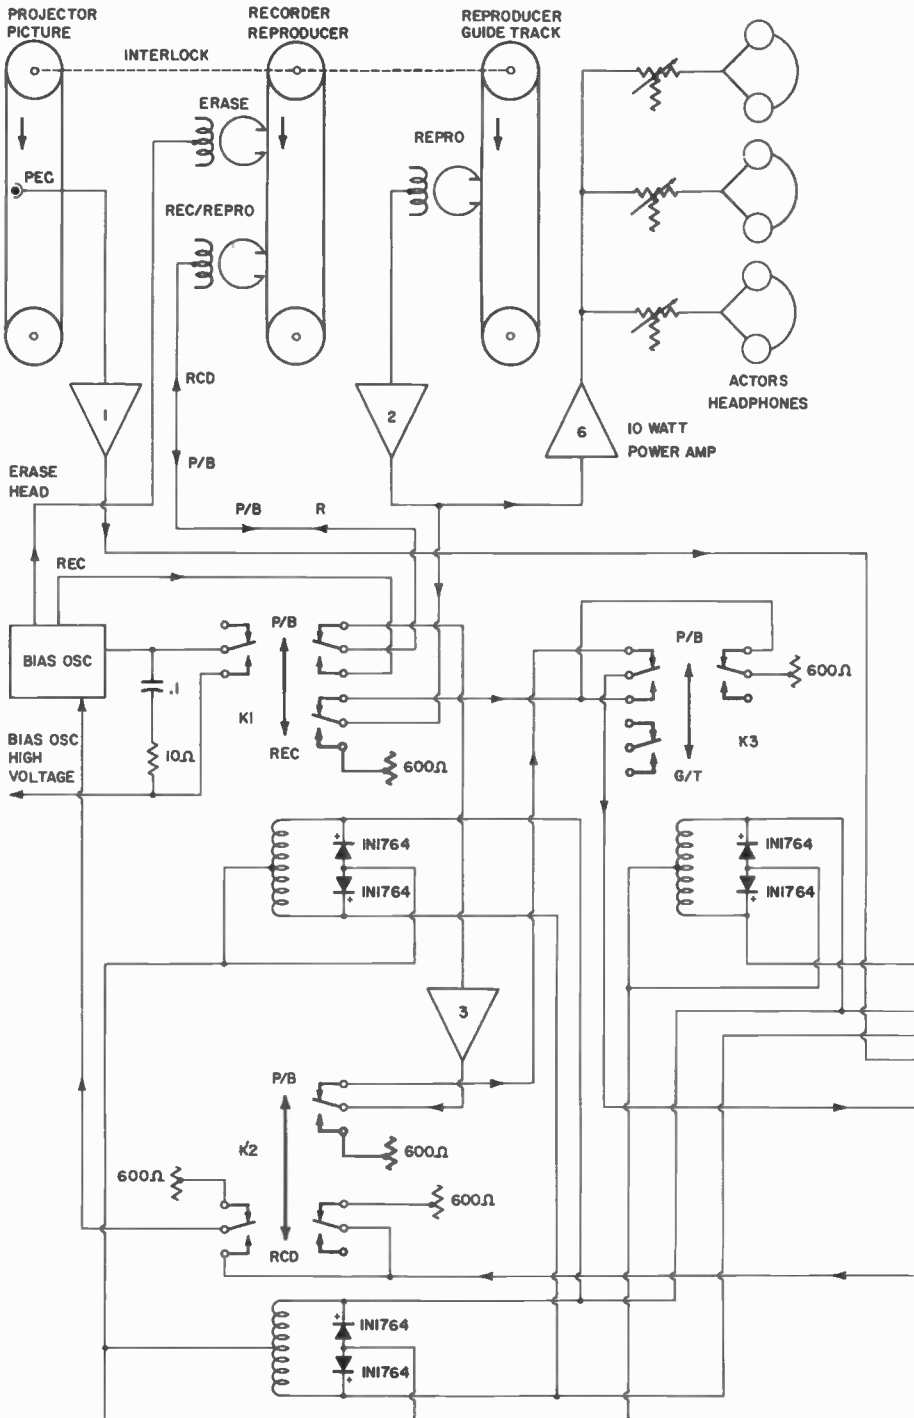 PROJECTOR
PICTURE
RECORDER
REPRODUCER
REPRODUCER
GUIDE TRACK
INTERLOCK
ERASE
REPRO
PEC
REC/REPRO
ACTORS
HEADPHONES
RCD
1
2
6
10 WATT
POWER AMP
P/B
ERASE
HEAD
P/B
R
REC
P/B
P/B
BIAS OSC
600Ω
.1
K1
K3
BIAS OSC
HIGH
VOLTAGE
10Ω
REC
600Ω
G/T
+
IN1764
IN1764
+
+
IN1764
IN1764
+
3
P/B
K2
600Ω
600Ω
600Ω
RCD
+
IN1764
IN1764
+